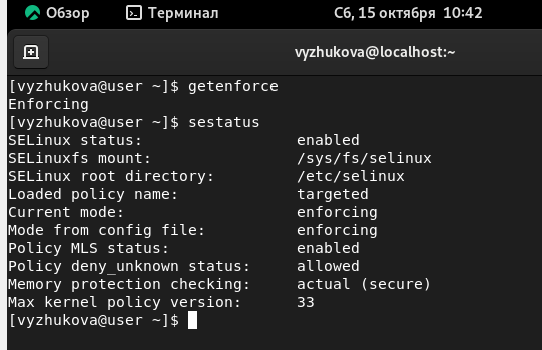 Обзор Терминал Сб, 15 октября 10:42
vyzhukova@localhost:~
[vyzhukova@user ~]$ getenforce
Enforcing
[vyzhukova@user ~]$ sestatus
SELinux status:                 enabled
SELinuxfs mount:                /sys/fs/selinux
SELinux root directory:         /etc/selinux
Loaded policy name:             targeted
Current mode:                   enforcing
Mode from config file:          enforcing
Policy MLS status:              enabled
Policy deny_unknown status:     allowed
Memory protection checking:     actual (secure)
Max kernel policy version:      33
[vyzhukova@user ~]$